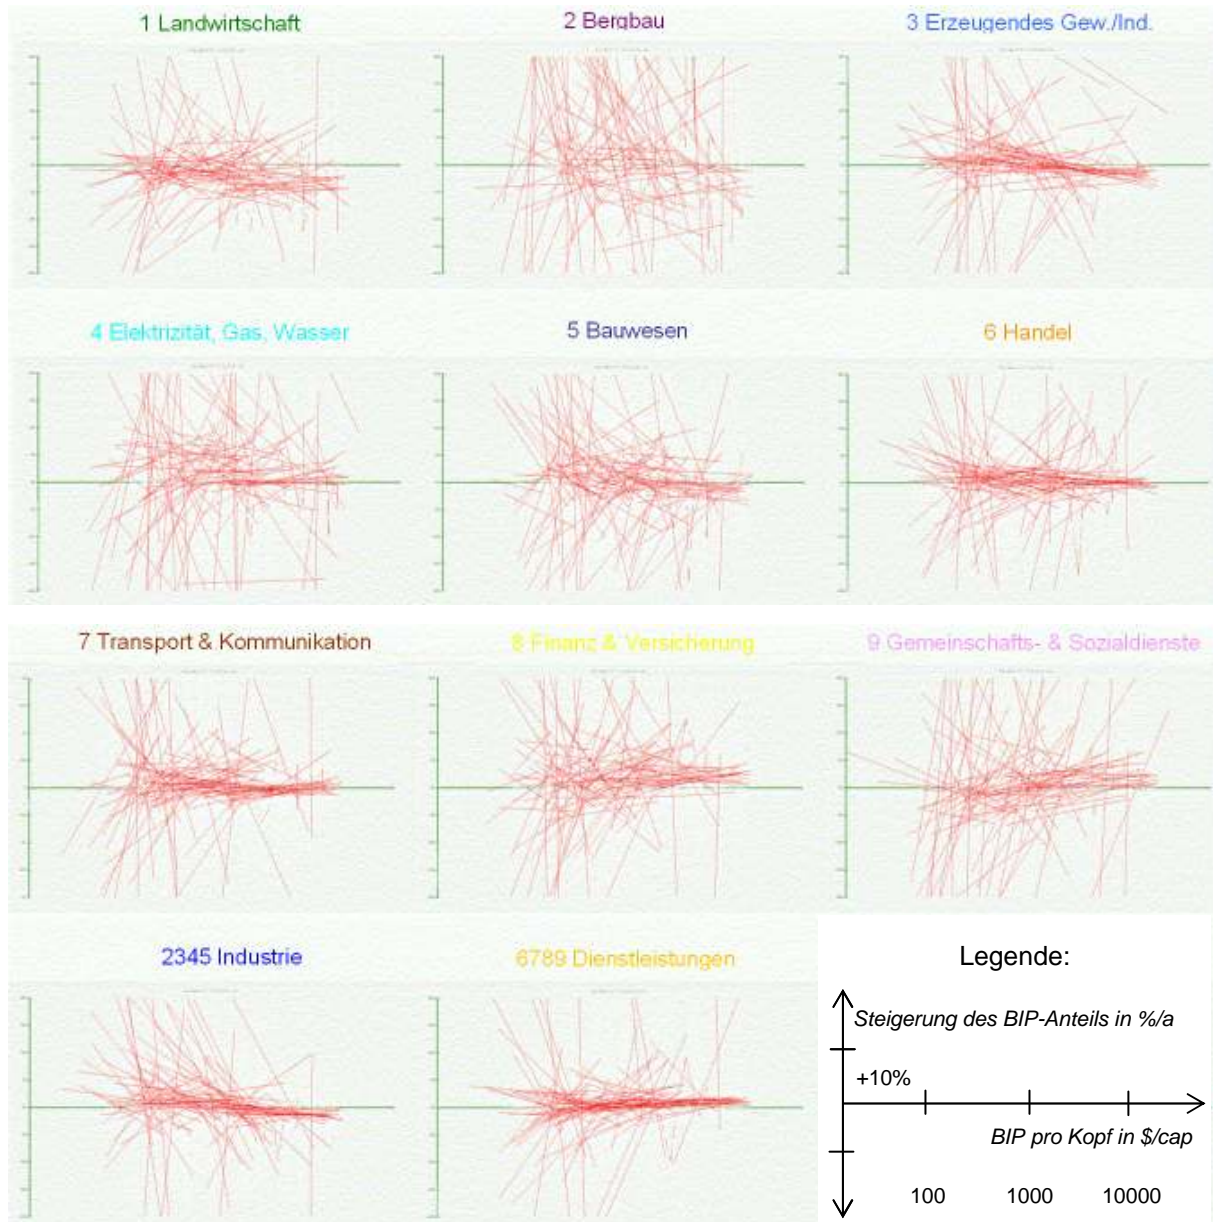 1 Landwirtschaft
2 Bergbau
3 Erzeugendes Gew./Ind.
4 Elektrizität, Gas, Wasser
5 Bauwesen
6 Handel
7 Transport & Kommunikation
8 Finanz & Versicherung
9 Gemeinschafts- & Sozialdienste
2345 Industrie
6789 Dienstleistungen
Legende:
Steigerung des BIP-Anteils in %/a
+10%
BIP pro Kopf in $/cap
100 1000 10000